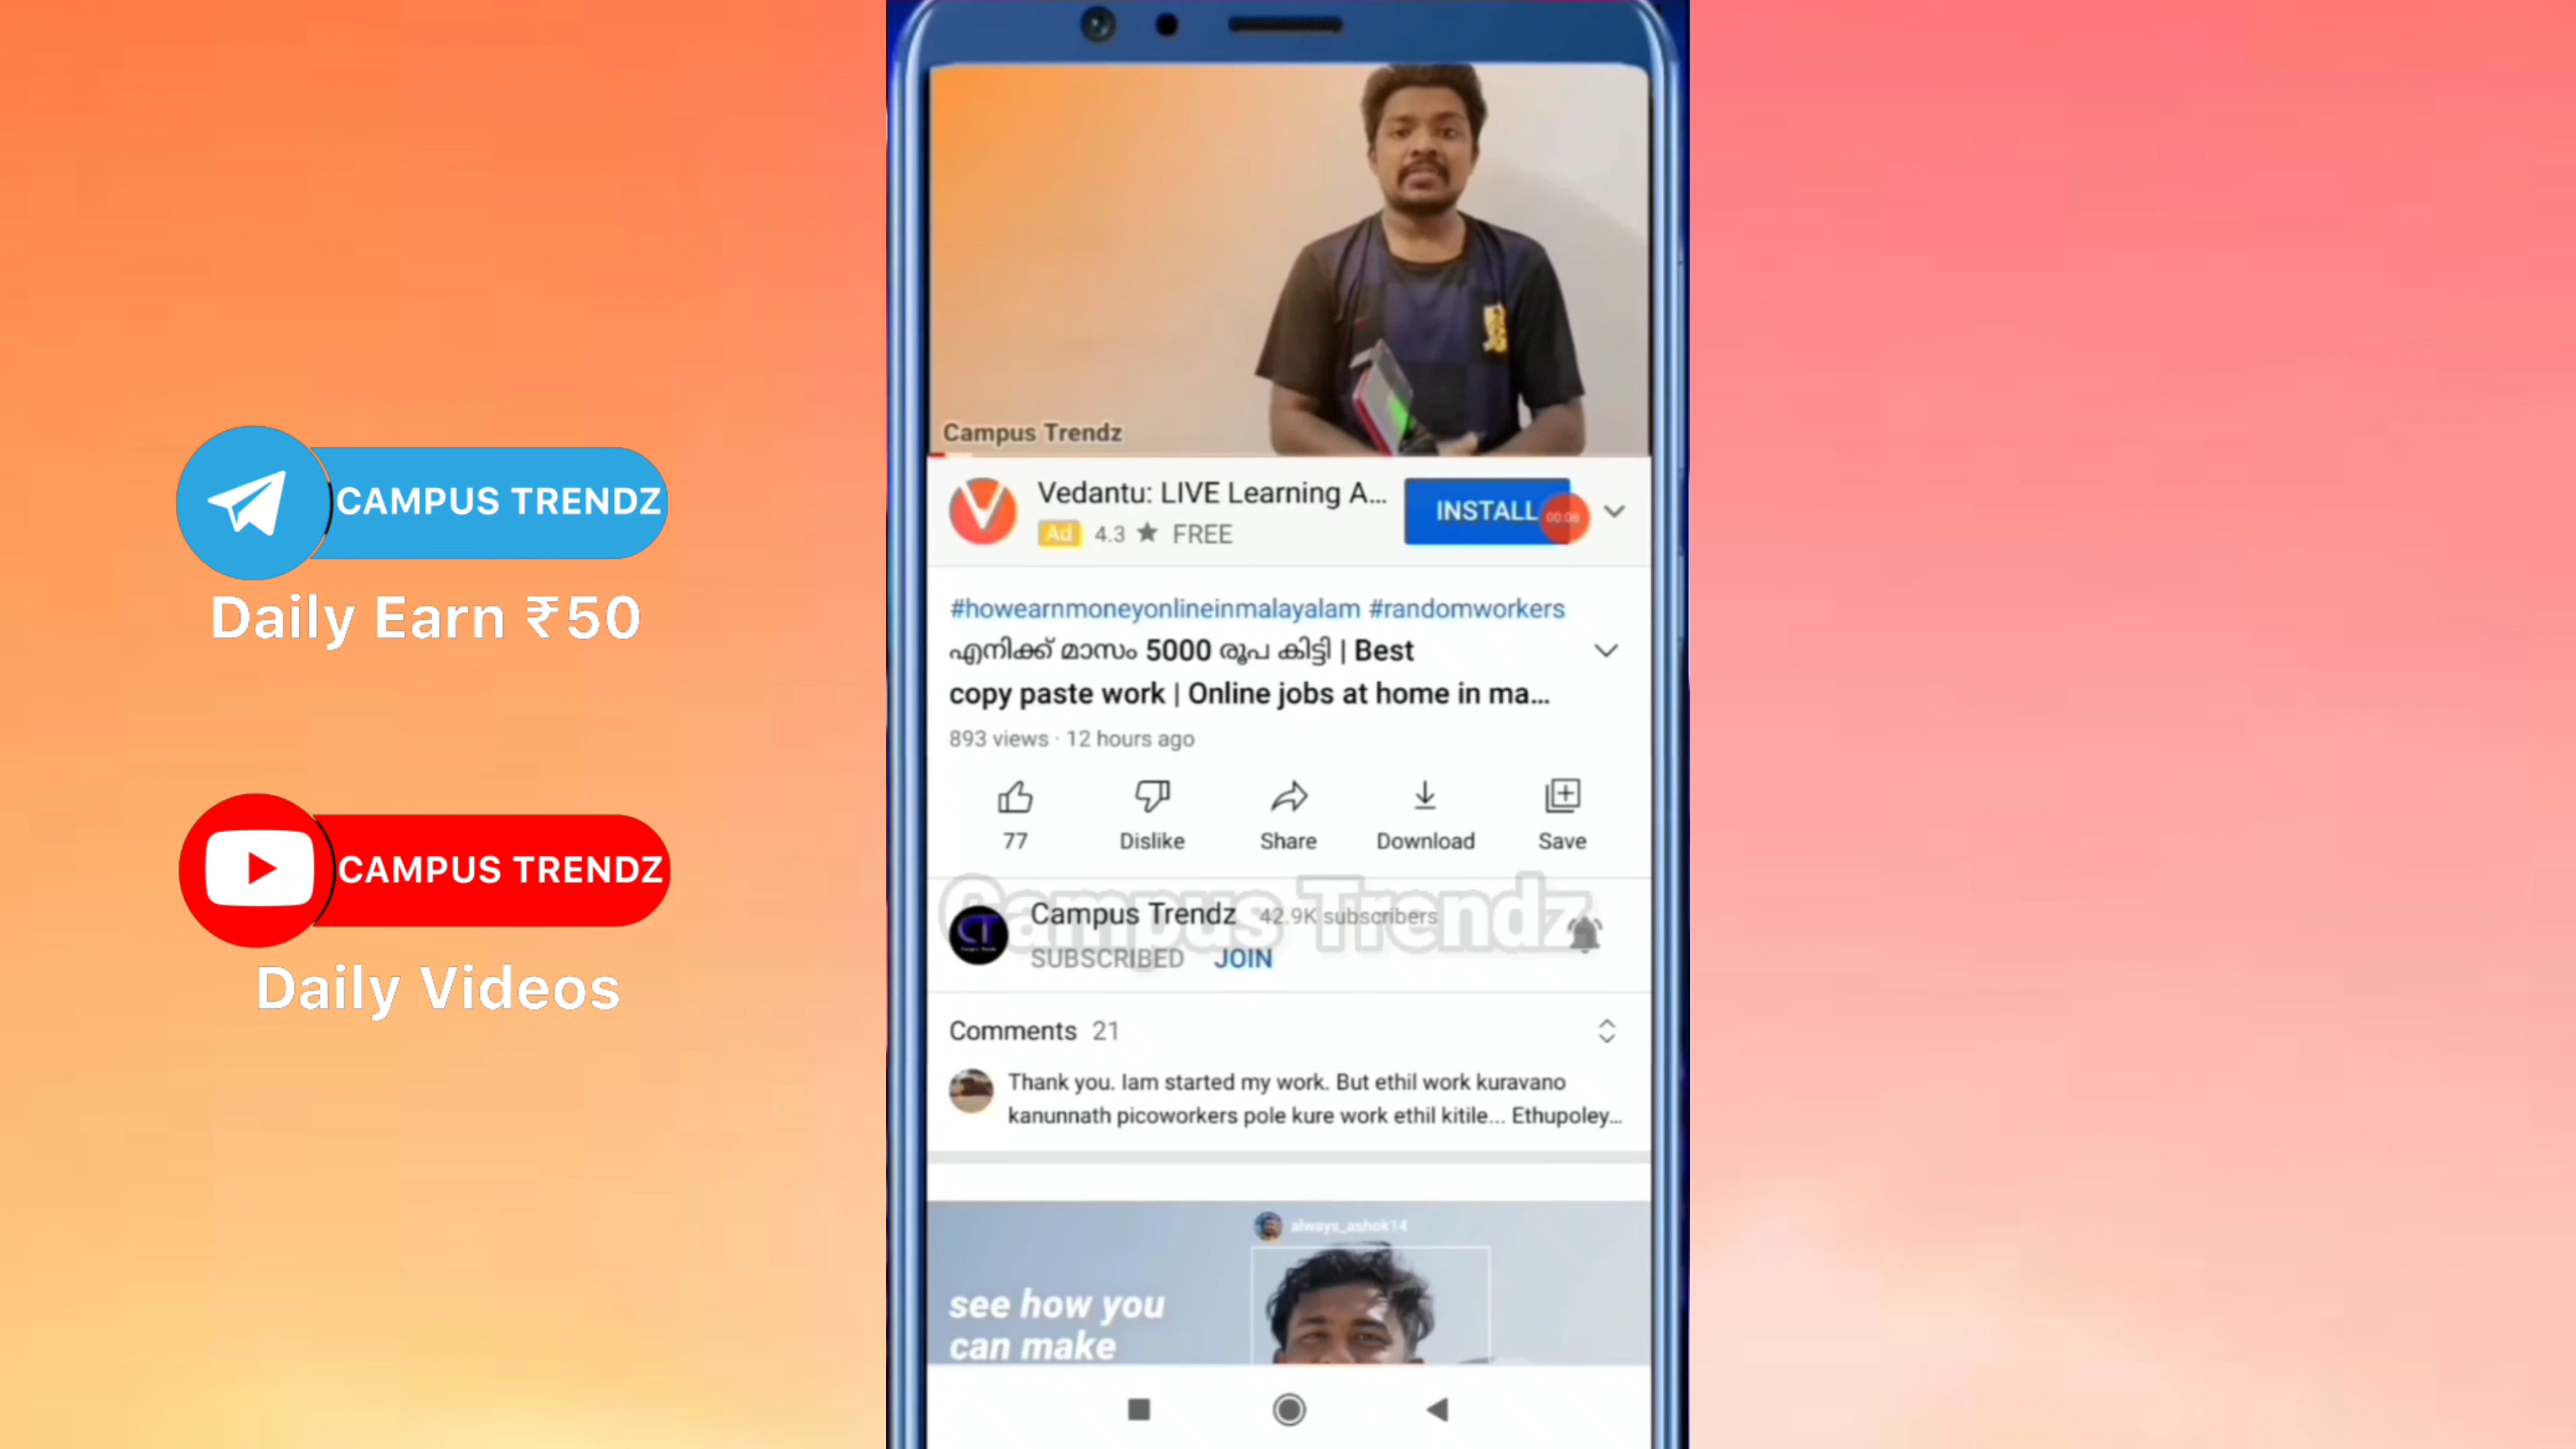 CAMPUS TRENDZ
Daily Earn ₹50
CAMPUS TRENDZ
Daily Videos
Campus Trendz
Vedantu: LIVE Learning A...
INSTALL
00:06
Ad 4.3 ★ FREE
#howearnmoneyonlineinmalayalam #randomworkers
എനിക്ക് മാസം 5000 രൂപ കിട്ടി | Best
copy paste work | Online jobs at home in ma...
893 views · 12 hours ago
77 Dislike Share Download Save
Campus Trendz
CT
Campus Trendz 42.9K subscribers
SUBSCRIBED JOIN
Comments 21
Thank you. Iam started my work. But ethil work kuravano
kanunnath picoworkers pole kure work ethil kitile... Ethupoley...
always_ashok14
see how you
can make